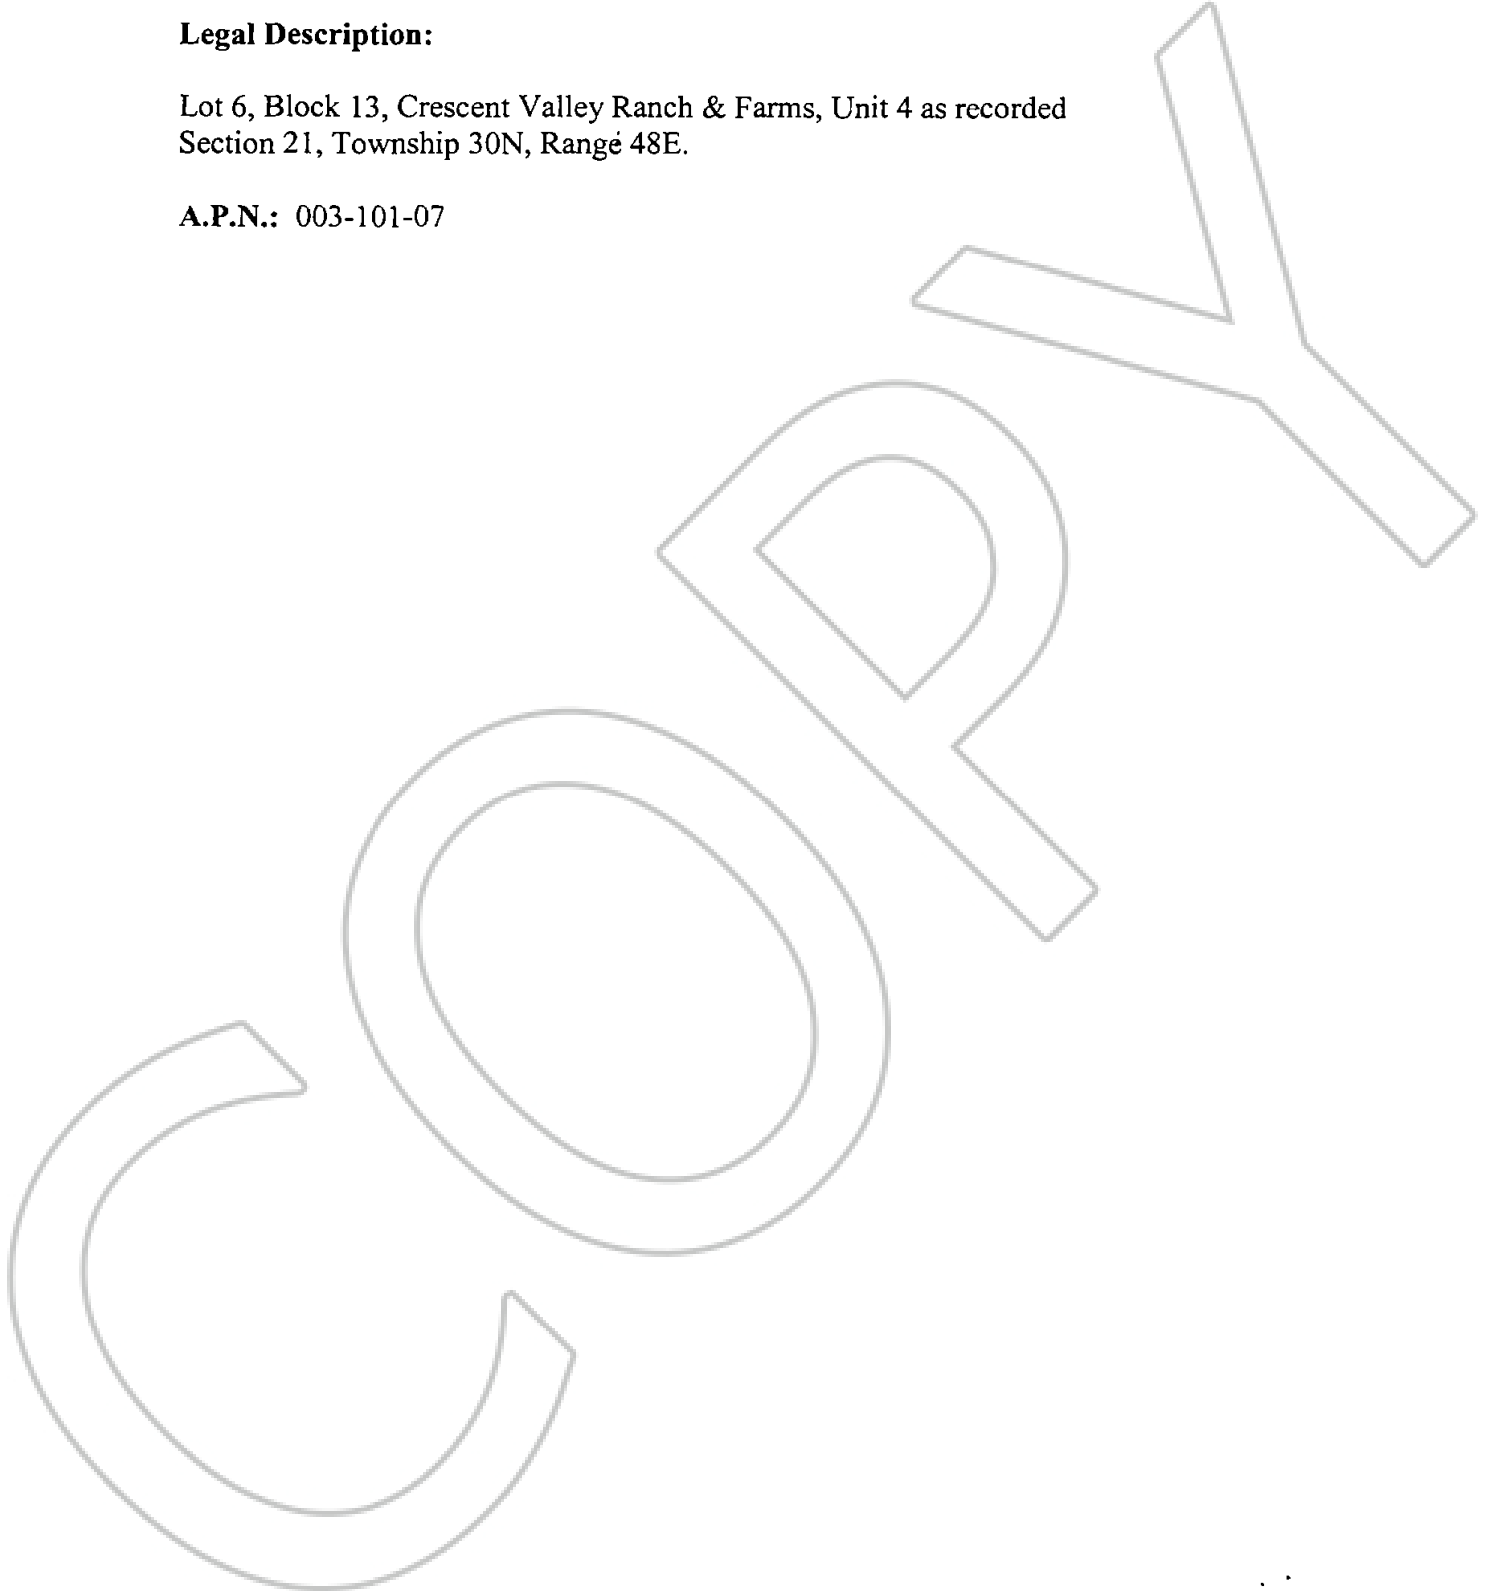 Legal Description:
Lot 6, Block 13, Crescent Valley Ranch & Farms, Unit 4 as recorded
Section 21, Township 30N, Range 48E.
A.P.N.: 003-101-07
COPY